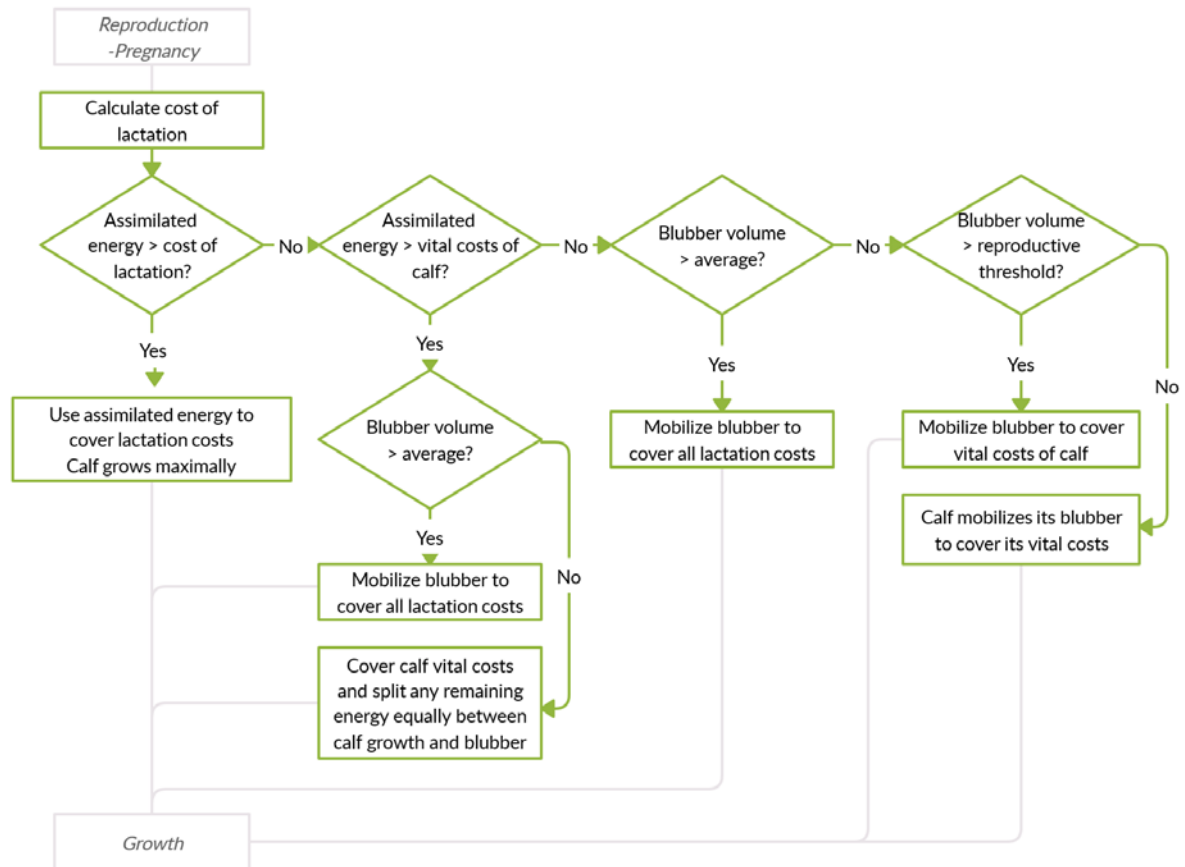 Reproduction
-Pregnancy
Calculate cost of
lactation
Assimilated
energy > cost of
lactation?
No
Assimilated
energy > vital costs of
calf?
No
Blubber volume
> average?
No
Blubber volume
> reproductive
threshold?
Yes
Use assimilated energy to
cover lactation costs
Calf grows maximally
Yes
Blubber volume
> average?
Yes
Mobilize blubber to
cover all lactation costs
No
Cover calf vital costs
and split any remaining
energy equally between
calf growth and blubber
Yes
Mobilize blubber to
cover all lactation costs
Yes
Mobilize blubber to cover
vital costs of calf
No
Calf mobilizes its blubber
to cover its vital costs
Growth